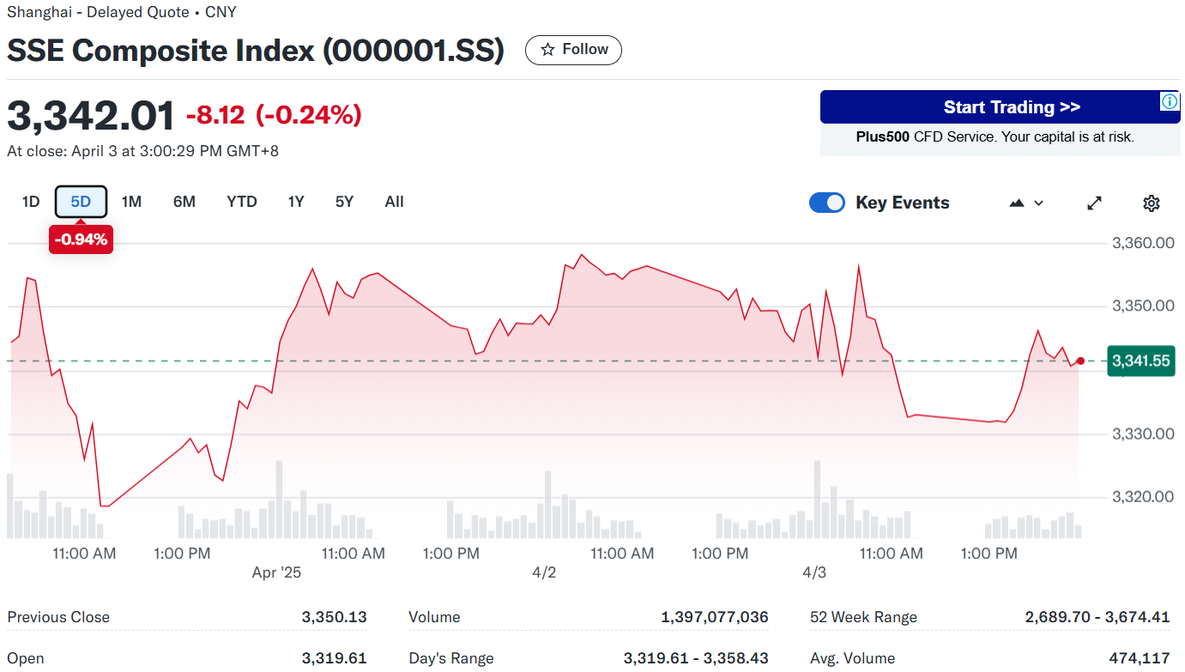 Shanghai - Delayed Quote • CNY
SSE Composite Index (000001.SS)
Follow
3,342.01 -8.12 (-0.24%)
At close: April 3 at 3:00:29 PM GMT+8
Start Trading >>
Plus500 CFD Service. Your capital is at risk.
1D 5D 1M 6M YTD 1Y 5Y All
Key Events
-0.94%
3,360.00
3,350.00
3,341.55
3,330.00
3,320.00
11:00 AM 1:00 PM 11:00 AM 1:00 PM 11:00 AM 1:00 PM 11:00 AM 1:00 PM
Apr '25 4/2 4/3
Previous Close 3,350.13 Volume 1,397,077,036 52 Week Range 2,689.70 - 3,674.41
Open 3,319.61 Day's Range 3,319.61 - 3,358.43 Avg. Volume 474,117